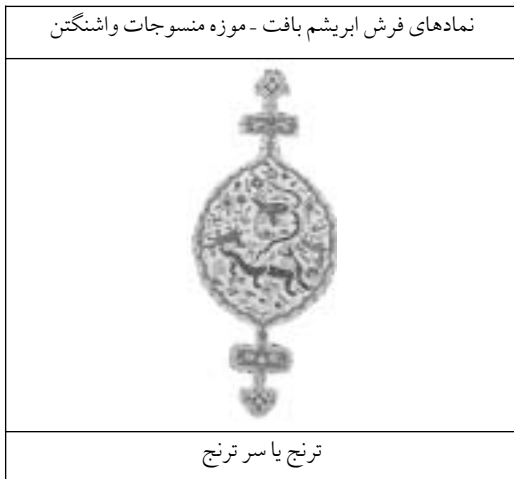 نمادهای فرش ابریشم بافت - موزه منسوجات واشنگتن
ترنج یا سر ترنج